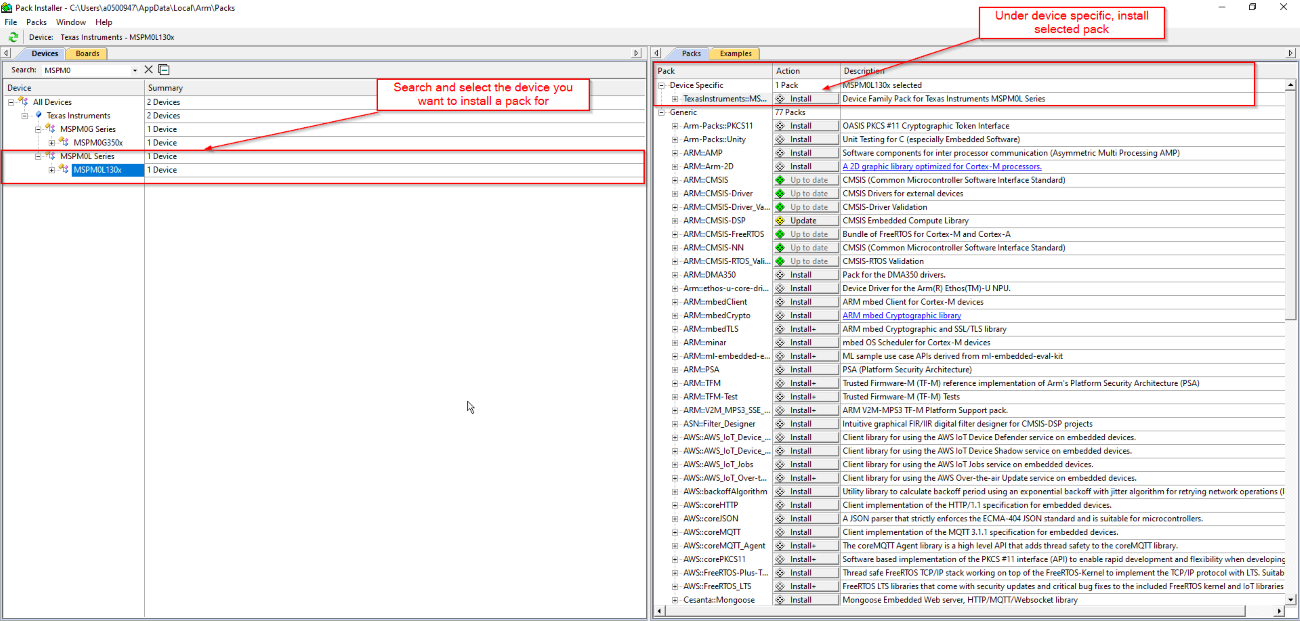 Pack Installer - C:\Users\a0500947\AppData\Local\Arm\Packs
File Packs Window Help
Device: Texas Instruments - MSPM0L130x
Devices Boards
Search: MSPM0
Device Summary
All Devices 2 Devices
Texas Instruments 2 Devices
MSPM0G Series 1 Device
MSPM0G350x 1 Device
MSPM0L Series 1 Device
MSPM0L130x 1 Device
Search and select the device you
want to install a pack for
Under device specific, install
selected pack
Packs Examples
Pack Action Description
Device Specific 1 Pack MSPM0L130x selected
TexasInstruments::MS... Install Device Family Pack for Texas Instruments MSPM0L Series
Generic 77 Packs
Arm-Packs::PKCS11 Install OASIS PKCS #11 Cryptographic Token Interface
Arm-Packs::Unity Install Unit Testing for C (especially Embedded Software)
ARM::AMP Install Software components for inter processor communication (Asymmetric Multi Processing AMP)
ARM::Arm-2D Install A 2D graphic library optimized for Cortex-M processors.
ARM::CMSIS Up to date CMSIS (Common Microcontroller Software Interface Standard)
ARM::CMSIS-Driver Up to date CMSIS Drivers for external devices
ARM::CMSIS-Driver_Va... Up to date CMSIS-Driver Validation
ARM::CMSIS-DSP Update CMSIS Embedded Compute Library
ARM::CMSIS-FreeRTOS Up to date Bundle of FreeRTOS for Cortex-M and Cortex-A
ARM::CMSIS-NN Up to date CMSIS (Common Microcontroller Software Interface Standard)
ARM::CMSIS-RTOS_Vali... Up to date CMSIS-RTOS Validation
ARM::DMA350 Install Pack for the DMA350 drivers.
Arm::ethos-u-core-dri... Install Device Driver for the Arm(R) Ethos(TM)-U NPU.
ARM::mbedClient Install ARM mbed Client for Cortex-M devices
ARM::mbedCrypto Install ARM mbed Cryptographic library
ARM::mbedTLS Install+ ARM mbed Cryptographic and SSL/TLS library
ARM::minar Install mbed OS Scheduler for Cortex-M devices
ARM::ml-embedded-e... Install+ ML sample use case APIs derived from ml-embedded-eval-kit
ARM::PSA Install PSA (Platform Security Architecture)
ARM::TFM Install+ Trusted Firmware-M (TF-M) reference implementation of Arm's Platform Security Architecture (PSA)
ARM::TFM-Test Install+ Trusted Firmware-M (TF-M) Tests
ARM::V2M_MPS3_SSE_... Install+ ARM V2M-MPS3 TF-M Platform Support pack.
ASN::Filter_Designer Install Intuitive graphical FIR/IIR digital filter designer for CMSIS-DSP projects
AWS::AWS_IoT_Device_... Install Client library for using the AWS IoT Device Defender service on embedded devices.
AWS::AWS_IoT_Device_... Install Client library for using the AWS IoT Device Shadow service on embedded devices.
AWS::AWS_IoT_Jobs Install Client library for using the AWS IoT Jobs service on embedded devices.
AWS::AWS_IoT_Over-t... Install+ Client library for using the AWS Over-the-air Update service on embedded devices.
AWS::backoffAlgorithm Install Utility library to calculate backoff period using an exponential backoff with jitter algorithm for retrying network operations (l
AWS::coreHTTP Install Client implementation of the HTTP/1.1 specification for embedded devices.
AWS::coreJSON Install A JSON parser that strictly enforces the ECMA-404 JSON standard and is suitable for microcontrollers.
AWS::coreMQTT Install Client implementation of the MQTT 3.1.1 specification for embedded devices.
AWS::coreMQTT_Agent Install+ The coreMQTT Agent library is a high level API that adds thread safety to the coreMQTT library.
AWS::corePKCS11 Install+ Software based implementation of the PKCS #11 interface (API) to enable rapid development and flexibility when developing
AWS::FreeRTOS-Plus-T... Install Thread safe FreeRTOS TCP/IP stack working on top of the FreeRTOS-Kernel to implement the TCP/IP protocol with LTS. Suitab
AWS::FreeRTOS_LTS Install+ FreeRTOS LTS libraries that come with security updates and critical bug fixes to the included FreeRTOS kernel and IoT libraries
Cesanta::Mongoose Install Mongoose Embedded Web server, HTTP/MQTT/Websocket library